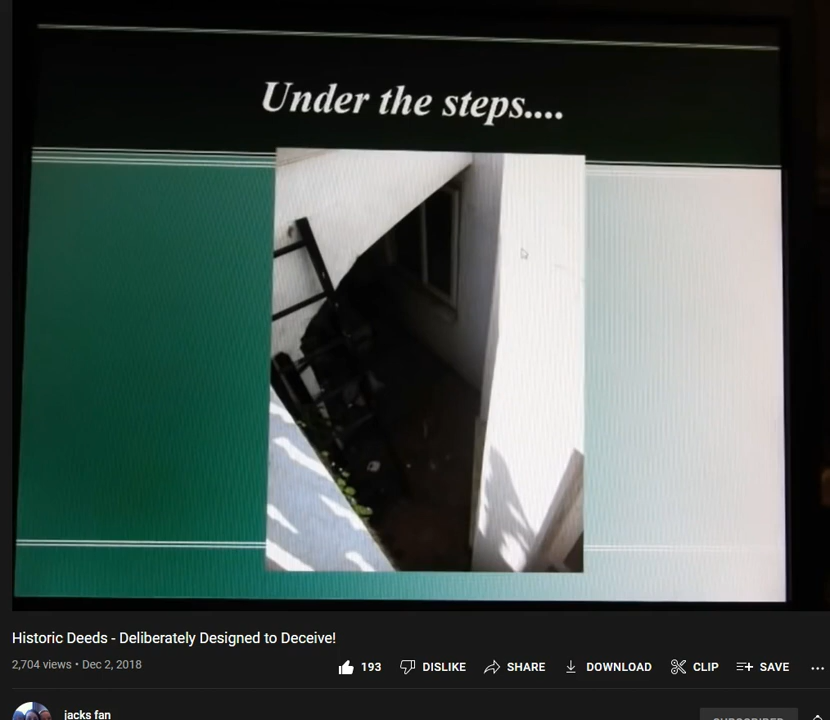 Under the steps....
Historic Deeds - Deliberately Designed to Deceive!
2,704 views • Dec 2, 2018
193 DISLIKE SHARE DOWNLOAD CLIP SAVE ...
jacks fan
SUBSCRIBED